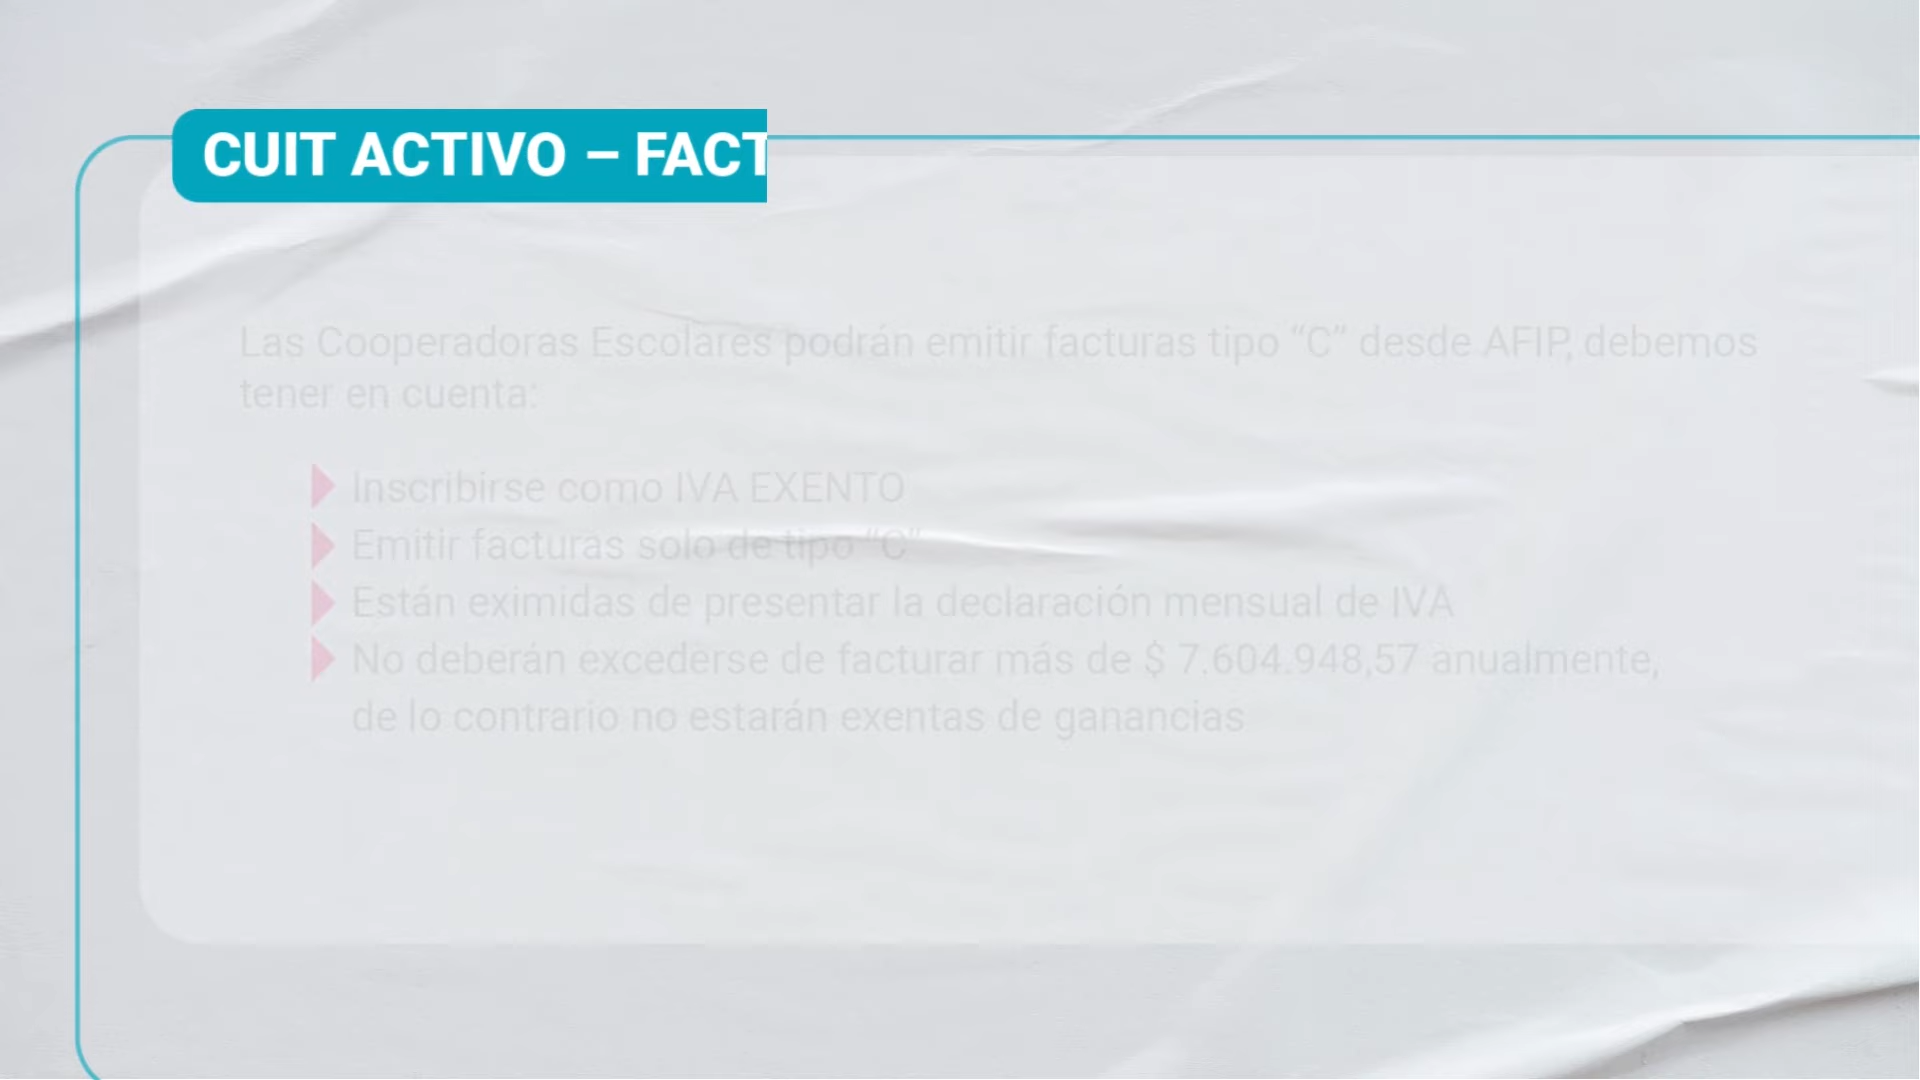 CUIT ACTIVO – FACT
Las Cooperadoras Escolares podrán emitir facturas tipo “C” desde AFIP, debemos
tener en cuenta:
Inscribirse como IVA EXENTO
Emitir facturas solo de tipo “C”
Están eximidas de presentar la declaración mensual de IVA
No deberán excederse de facturar más de $ 7.604.948,57 anualmente,
de lo contrario no estarán exentas de ganancias